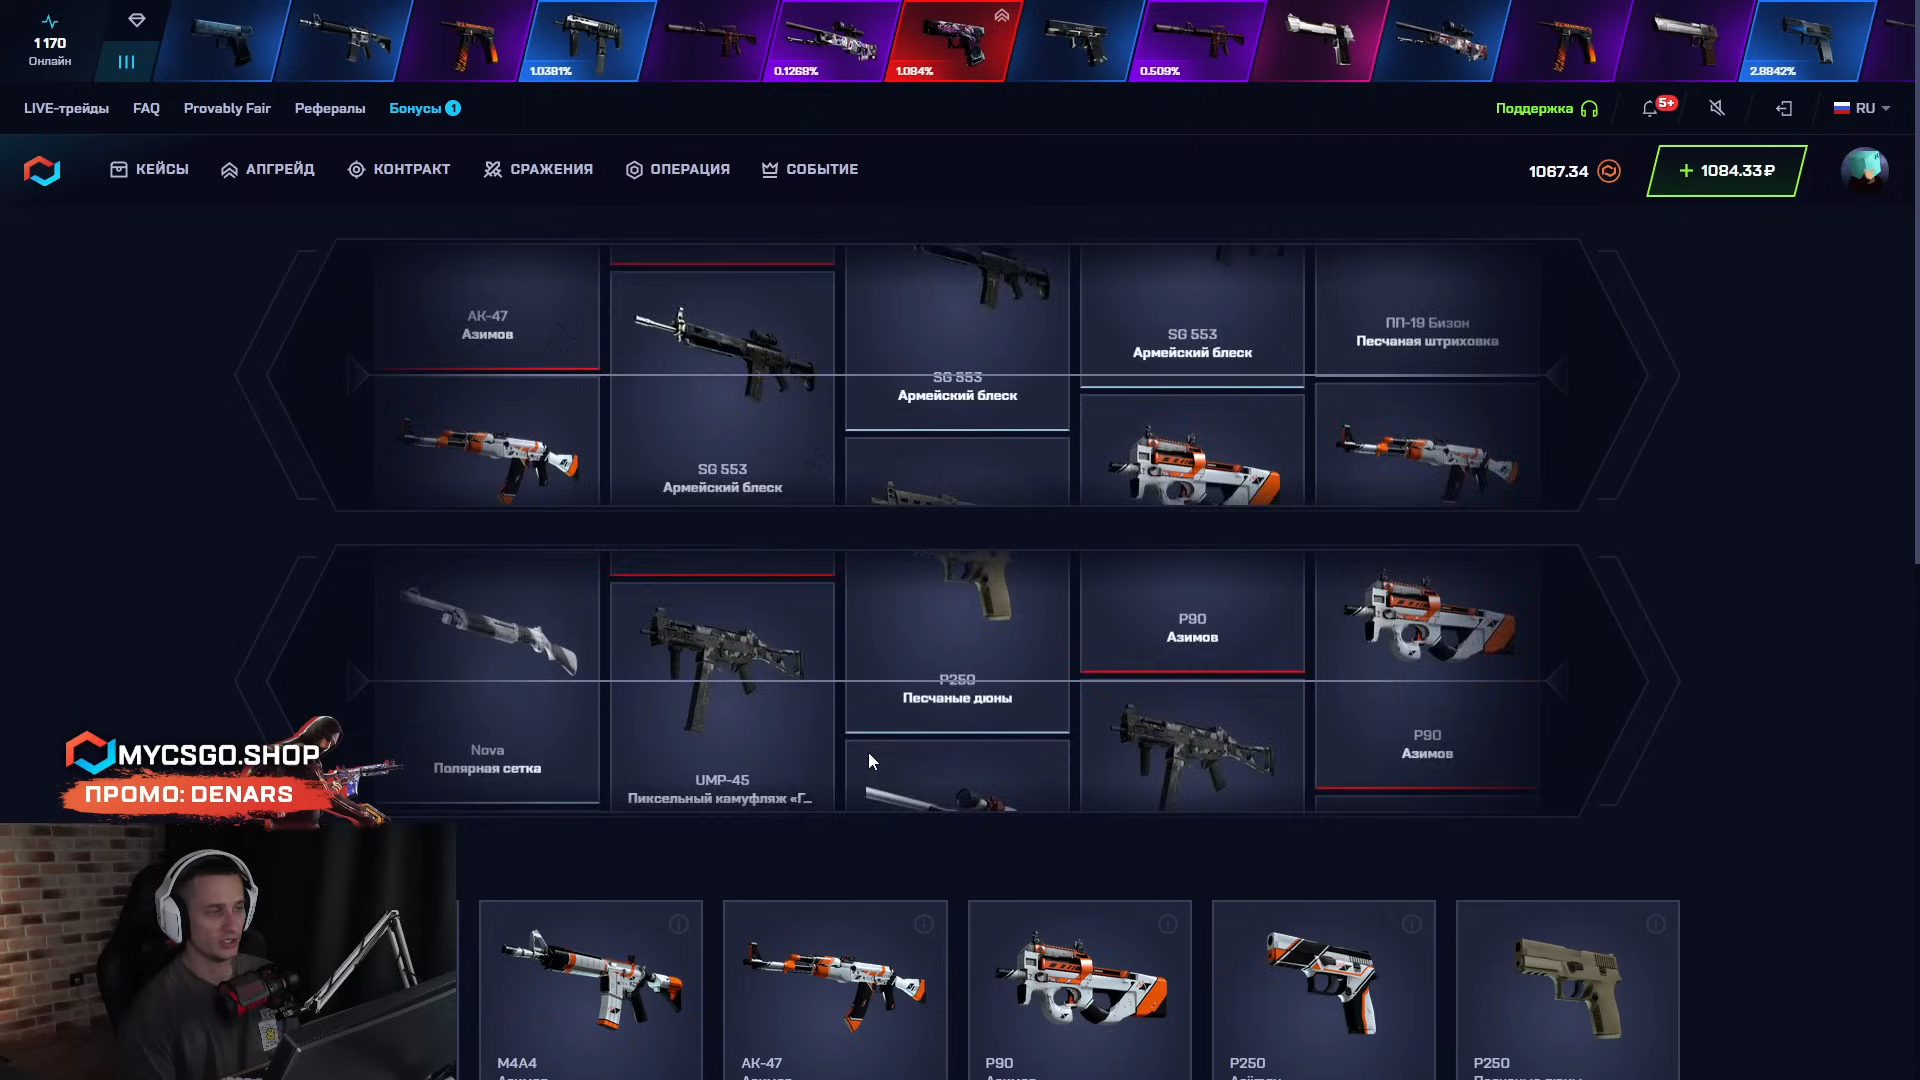 1 170
Онлайн
1.0381%
0.1268%
1.084%
0.509%
2.8842%
LIVE-трейды
FAQ
Provably Fair
Рефералы
Бонусы 1
Поддержка
5+
RU
КЕЙСЫ
АПГРЕЙД
КОНТРАКТ
СРАЖЕНИЯ
ОПЕРАЦИЯ
СОБЫТИЕ
1067.34
+ 1084.33₽
AK-47
Азимов
SG 553
Армейский блеск
SG 553
Армейский блеск
SG 553
Армейский блеск
ПП-19 Бизон
Песчаная штриховка
Nova
Полярная сетка
UMP-45
Пиксельный камуфляж «Г...
P250
Песчаные дюны
P90
Азимов
P90
Азимов
MYCSGO.SHOP
ПРОМО: DENARS
M4A4
AK-47
P90
P250
P250